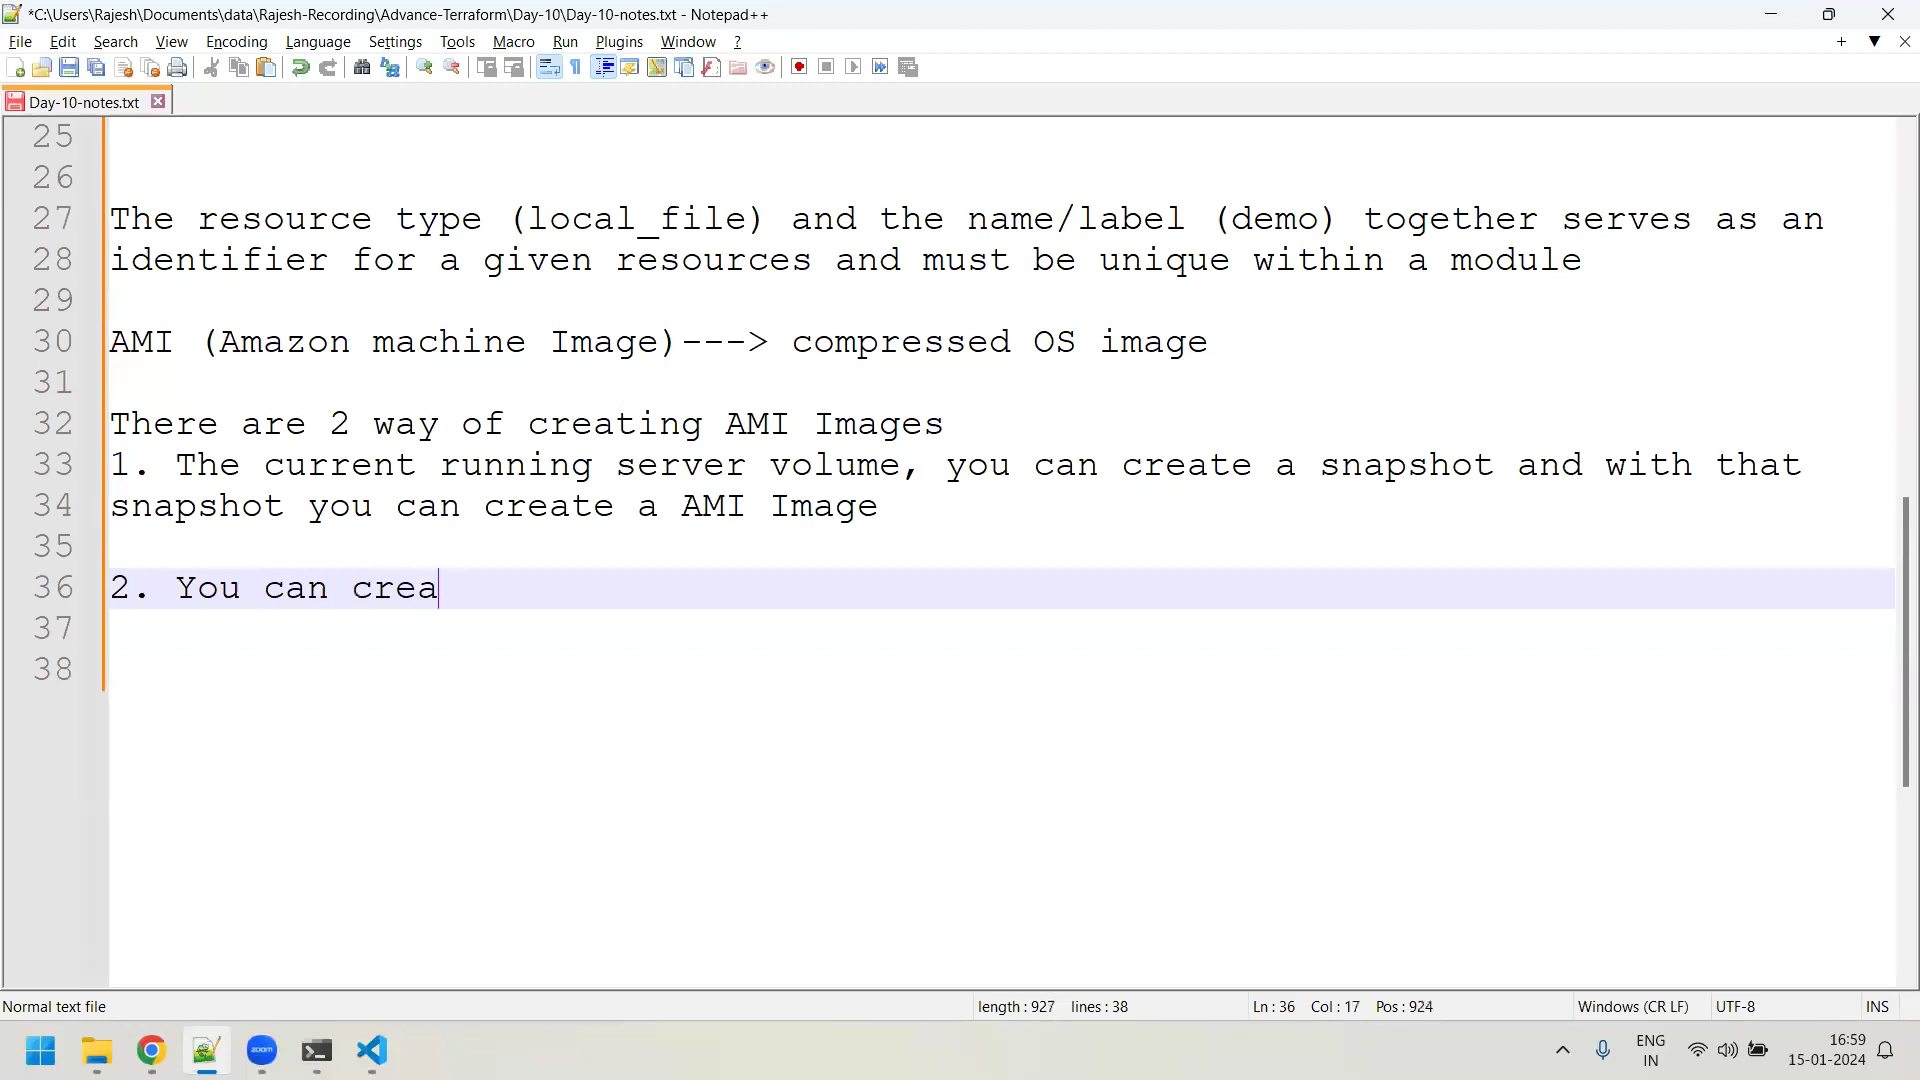 *C:\Users\Rajesh\Documents\data\Rajesh-Recording\Advance-Terraform\Day-10\Day-10-notes.txt - Notepad++
File Edit Search View Encoding Language Settings Tools Macro Run Plugins Window ?
Day-10-notes.txt
25
26
27 The resource type (local_file) and the name/label (demo) together serves as an
28 identifier for a given resources and must be unique within a module
29
30 AMI (Amazon machine Image)---> compressed OS image
31
32 There are 2 way of creating AMI Images
33 1. The current running server volume, you can create a snapshot and with that
34 snapshot you can create a AMI Image
35
36 2. You can crea
37
38
Normal text file length : 927 lines : 38 Ln : 36 Col : 17 Pos : 924 Windows (CR LF) UTF-8 INS
zoom
ENG
IN
16:59
15-01-2024